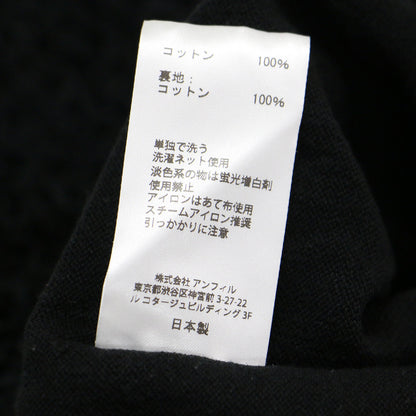 コットン 100%
裏地:
コットン 100%
単独で洗う
洗濯ネット使用
淡色系の物は蛍光増白剤
使用禁止
アイロンはあて布使用
スチームアイロン推奨
引っかかりに注意
株式会社 アンフィル
東京都渋谷区神宮前 3-27-22
ル コタージュビルディング 3F
日本製